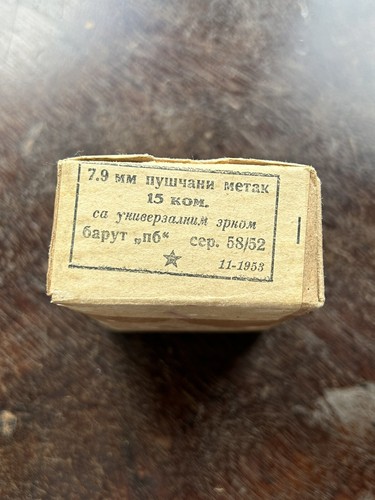 7.9 мм пушчани метак
15 ком.
са универзалним зрном
барут „пб“ сер. 58/52
11-1953